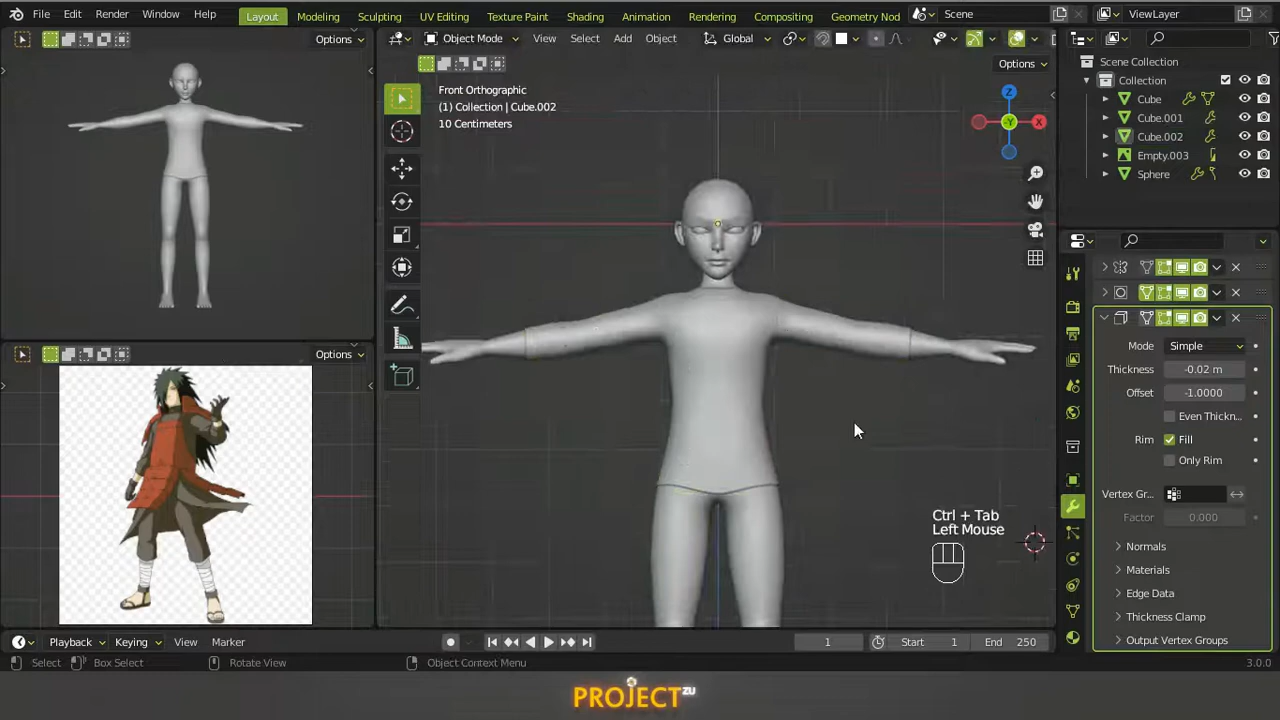 File Edit Render Window Help Layout Modeling Sculpting UV Editing Texture Paint Shading Animation Rendering Compositing Geometry Nod Scene ViewLayer
Options
Object Mode View Select Add Object Global
Options
Front Orthographic
(1) Collection | Cube.002
10 Centimeters
Z
-Y
X
Scene Collection
Collection
Cube
Cube.001
Cube.002
Empty.003
Sphere
Mode Simple
Thickness -0.02 m
Offset -1.0000
Even Thickn...
Rim Fill
Only Rim
Vertex Gr...
Factor 0.000
Normals
Materials
Edge Data
Thickness Clamp
Output Vertex Groups
Options
Ctrl + Tab
Left Mouse
Playback Keying View Marker 1 Start 1 End 250
Select Box Select Rotate View Object Context Menu 3.0.0
PROJECT ZU